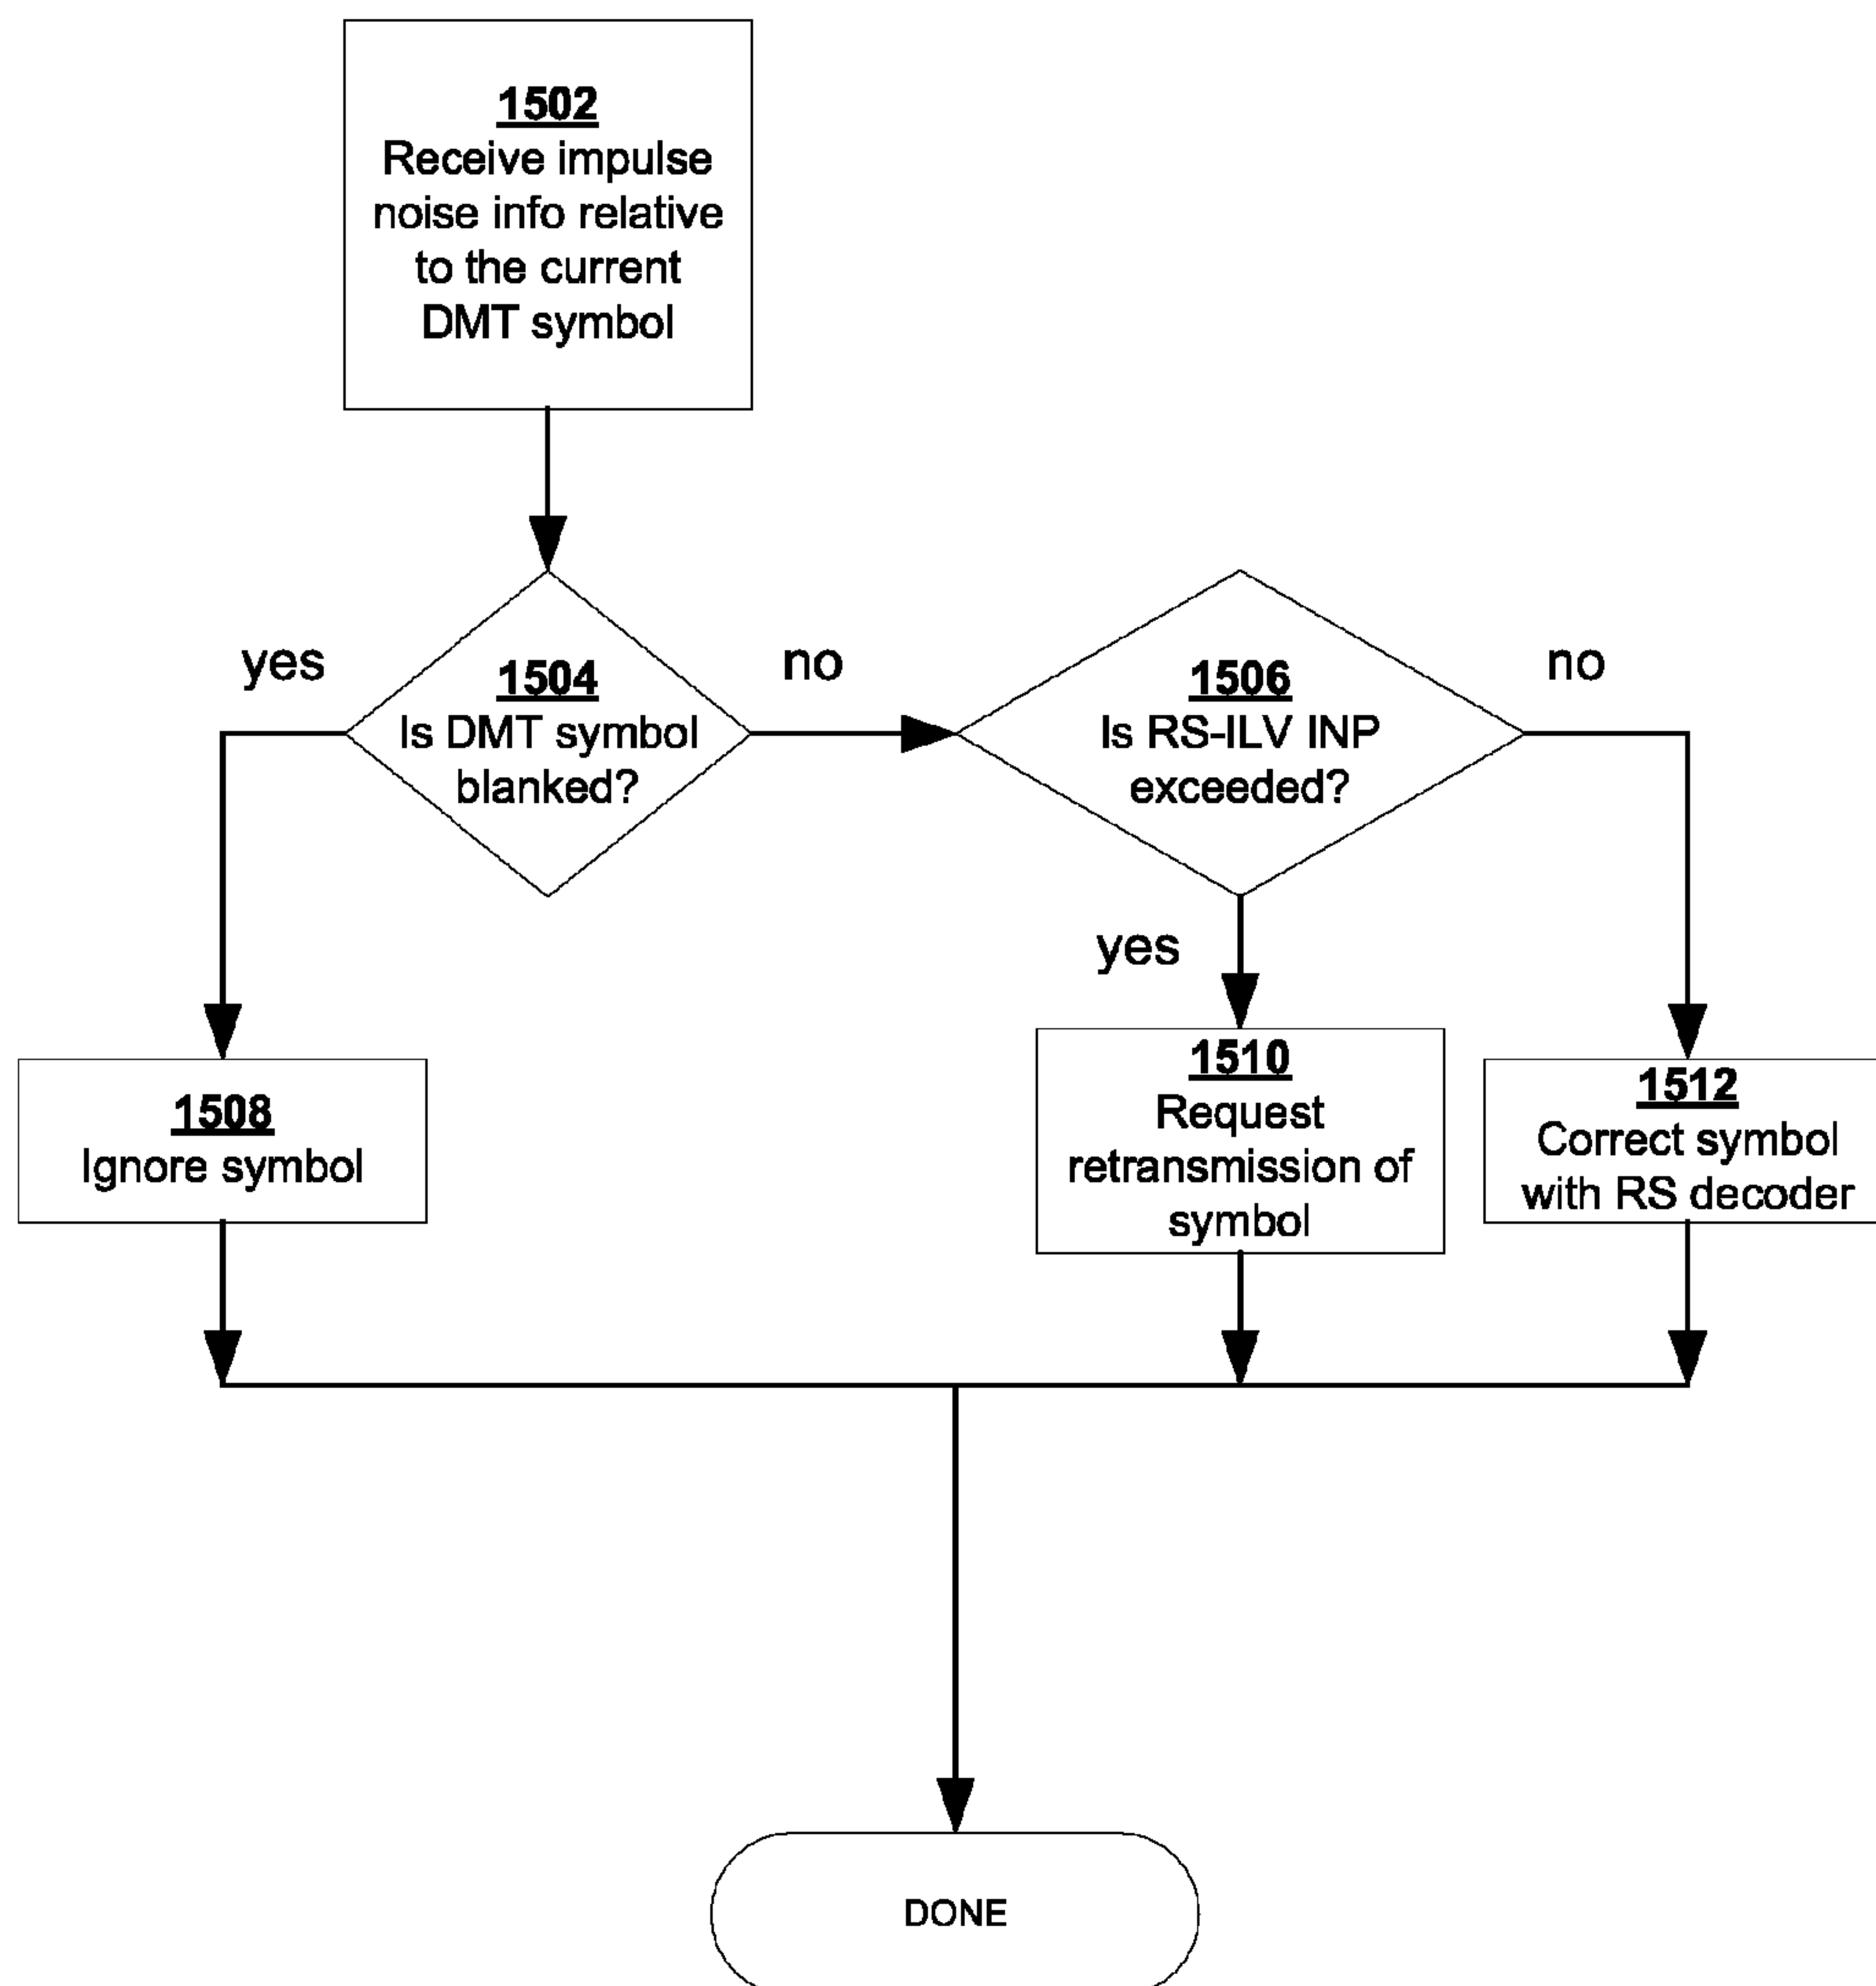 1502
Receive impulse
noise info relative
to the current
DMT symbol
yes
1504
Is DMT symbol
blanked?
no
1506
Is RS-ILV INP
exceeded?
no
yes
1508
Ignore symbol
1510
Request
retransmission of
symbol
1512
Correct symbol
with RS decoder
DONE